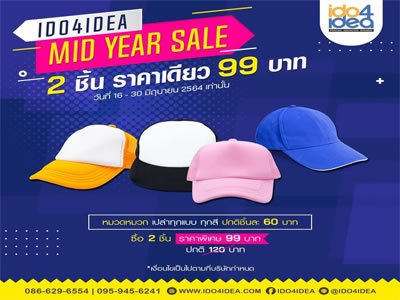 ido4
idea
IDO4IDEA
MID YEAR SALE
2 ชิ้น ราคาเดียว 99 บาท
วันที่ 16 - 30 มิถุนายน 2564 เท่านั้น
หมวดหมวก เปล่าทุกแบบ ทุกสี ปกติชิ้นละ 60 บาท
ซื้อ 2 ชิ้น ราคาพิเศษ 99 บาท
ปกติ 120 บาท
*เงื่อนไขเป็นไปตามที่บริษัทกำหนด
086-629-6554 | 095-945-6241 WWW.IDO4IDEA.COM IDO4IDEA @IDO4IDEA